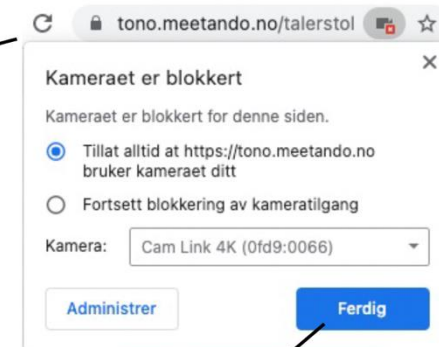 tono.meetando.no/talerstol
Kameraet er blokkert
Kameraet er blokkert for denne siden.
Tillat alltid at https://tono.meetando.no
bruker kameraet ditt
Fortsett blokkering av kameratilgang
Kamera: Cam Link 4K (0fd9:0066)
Administrer Ferdig